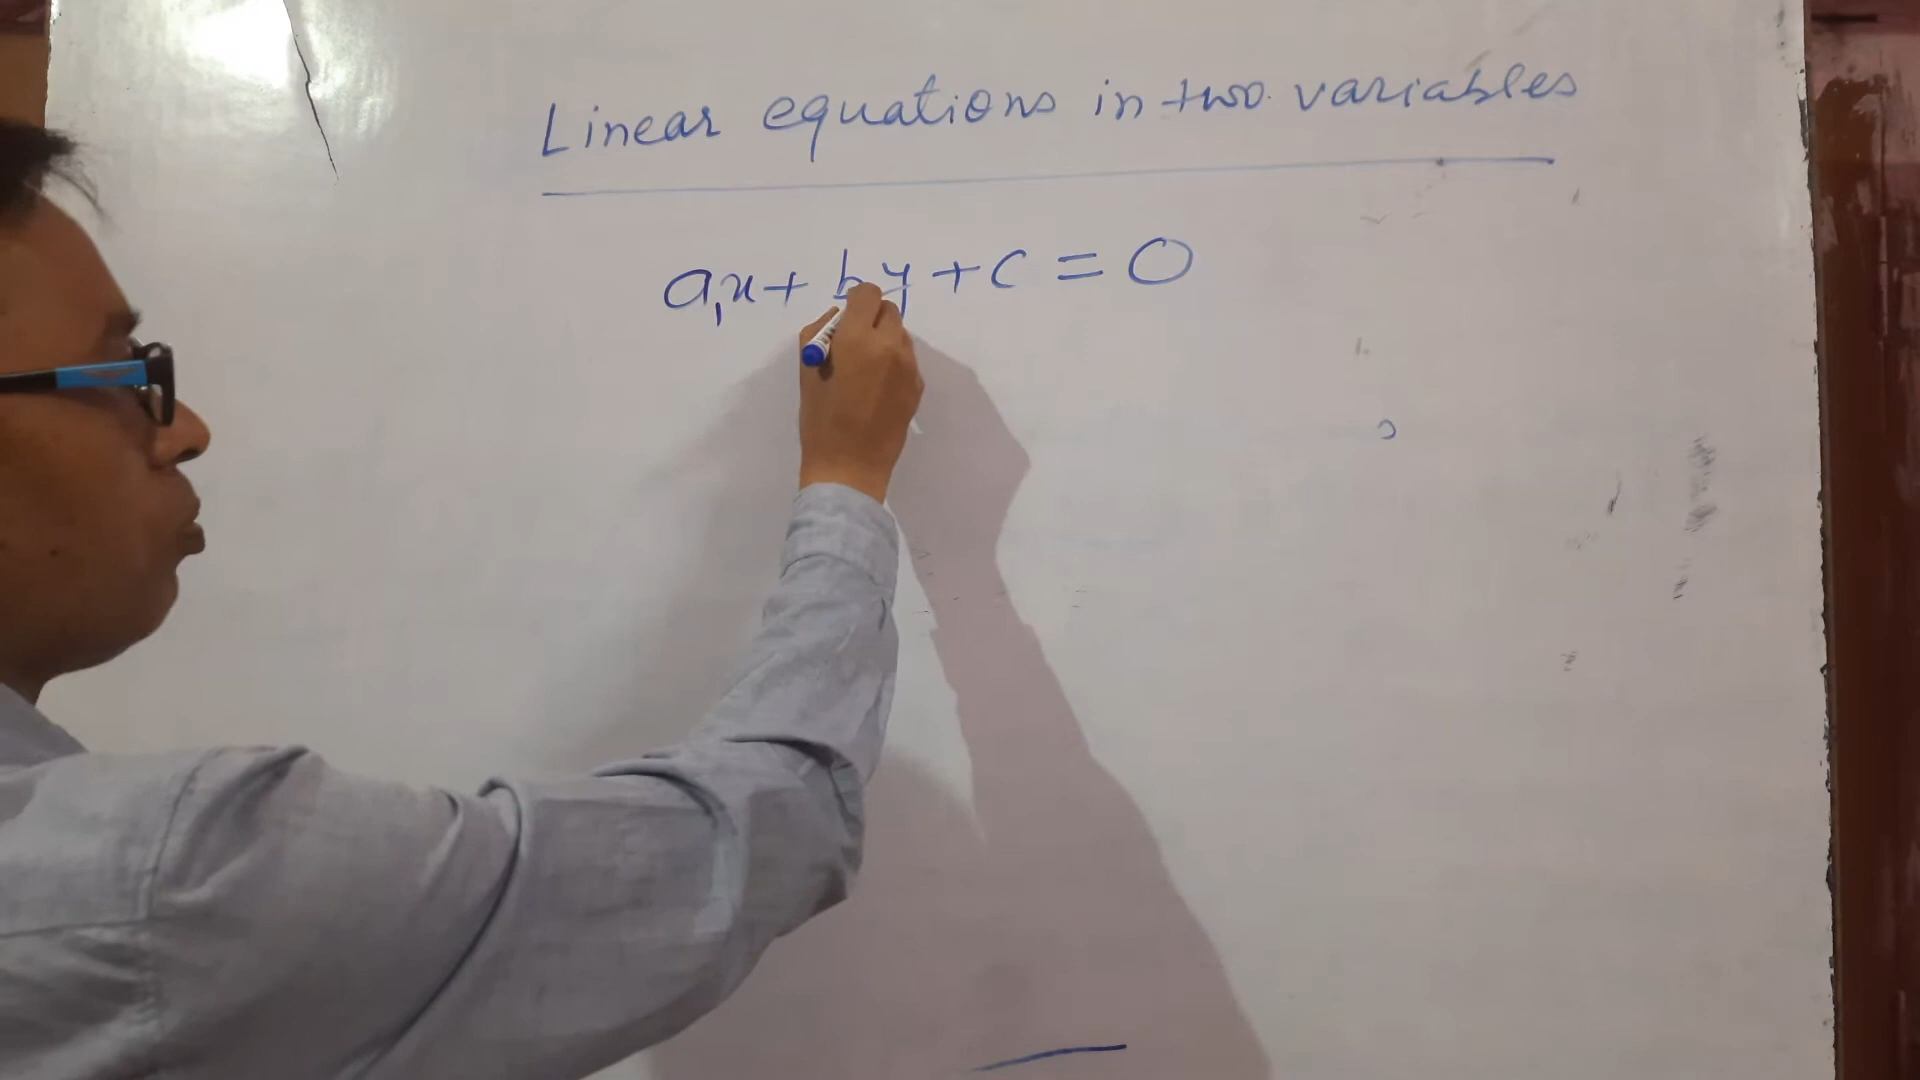 Linear equations in two variables
a₁x + by + c = 0